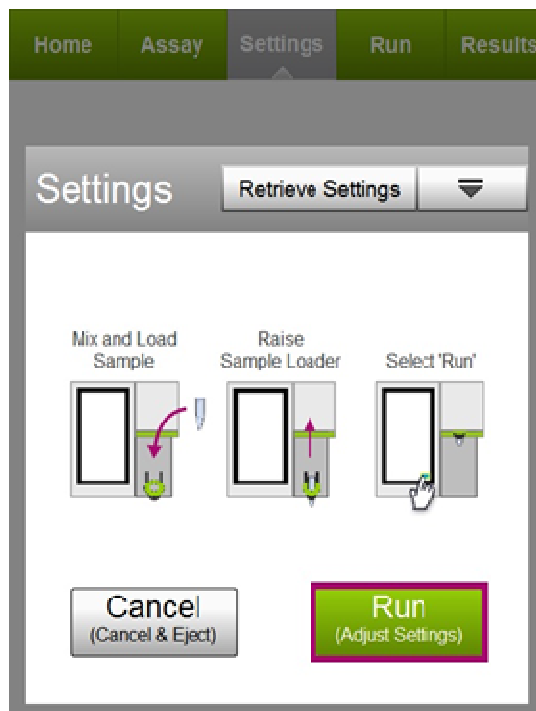 Home Assay Settings Run Results
Settings Retrieve Settings
Mix and Load Raise
Sample Sample Loader Select 'Run'
Cancel Run
(Cancel & Eject) (Adjust Settings)